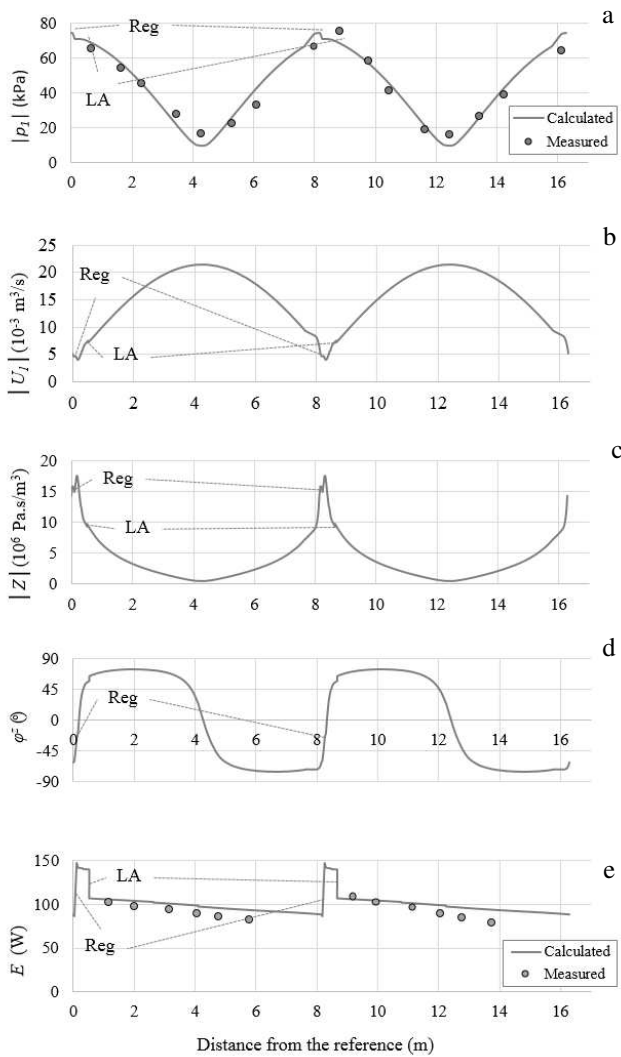 a
80
60
40
20
0
|p1| (kPa)
Reg
LA
Calculated
Measured
0 2 4 6 8 10 12 14 16
b
25
20
15
10
5
0
|U1| (10-3 m3/s)
Reg
LA
0 2 4 6 8 10 12 14 16
c
20
15
10
5
0
|Z| (106 Pa.s/m3)
Reg
LA
0 2 4 6 8 10 12 14 16
d
90
45
0
-45
-90
φz (º)
Reg
0 2 4 6 8 10 12 14 16
e
150
100
50
0
E (W)
LA
Reg
Calculated
Measured
0 2 4 6 8 10 12 14 16
Distance from the reference (m)